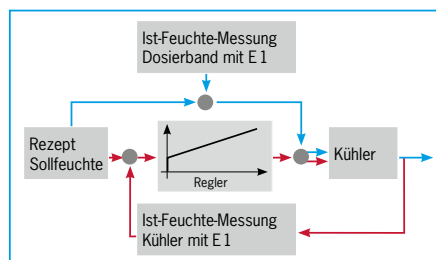 Ist-Feuchte-Messung
Dosierband mit E 1
Rezept
Sollfeuchte
Regler
Kühler
Ist-Feuchte-Messung
Kühler mit E 1